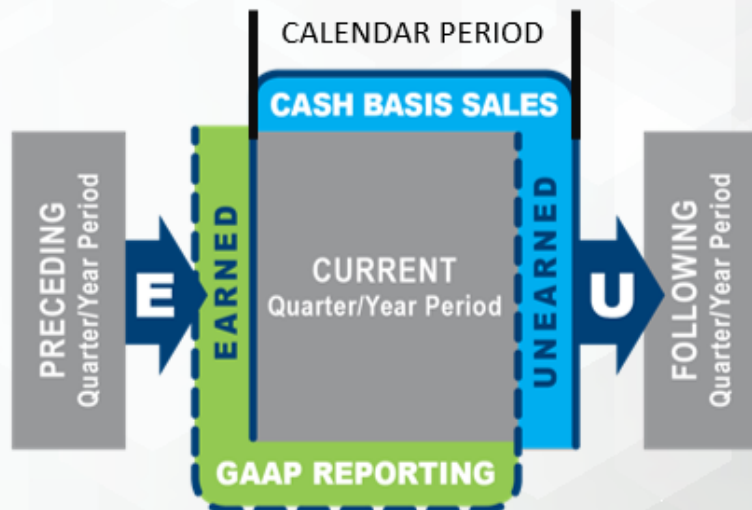 CALENDAR PERIOD
CASH BASIS SALES
PRECEDING
Quarter/Year Period
E
EARNED
CURRENT
Quarter/Year Period
UNEARNED
U
FOLLOWING
Quarter/Year Period
GAAP REPORTING